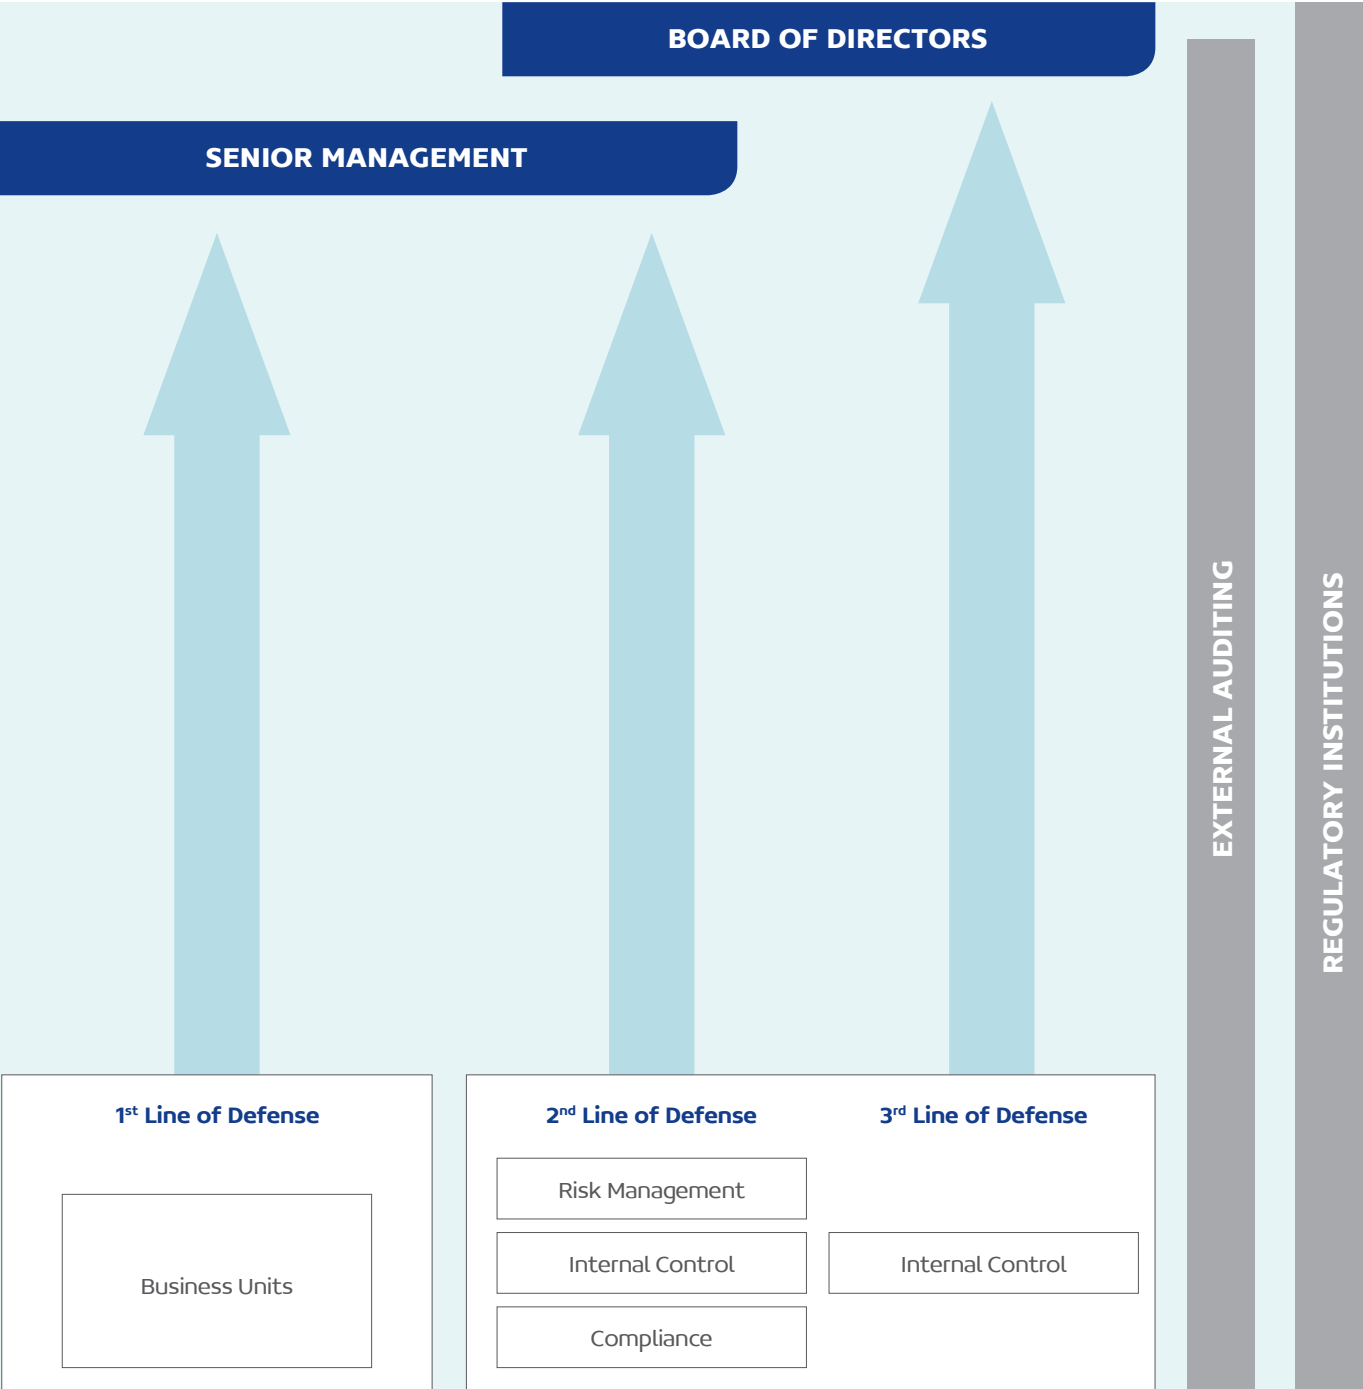 BOARD OF DIRECTORS
SENIOR MANAGEMENT
EXTERNAL AUDITING
REGULATORY INSTITUTIONS
1st Line of Defense
Business Units
2nd Line of Defense
3rd Line of Defense
Risk Management
Internal Control
Internal Control
Compliance